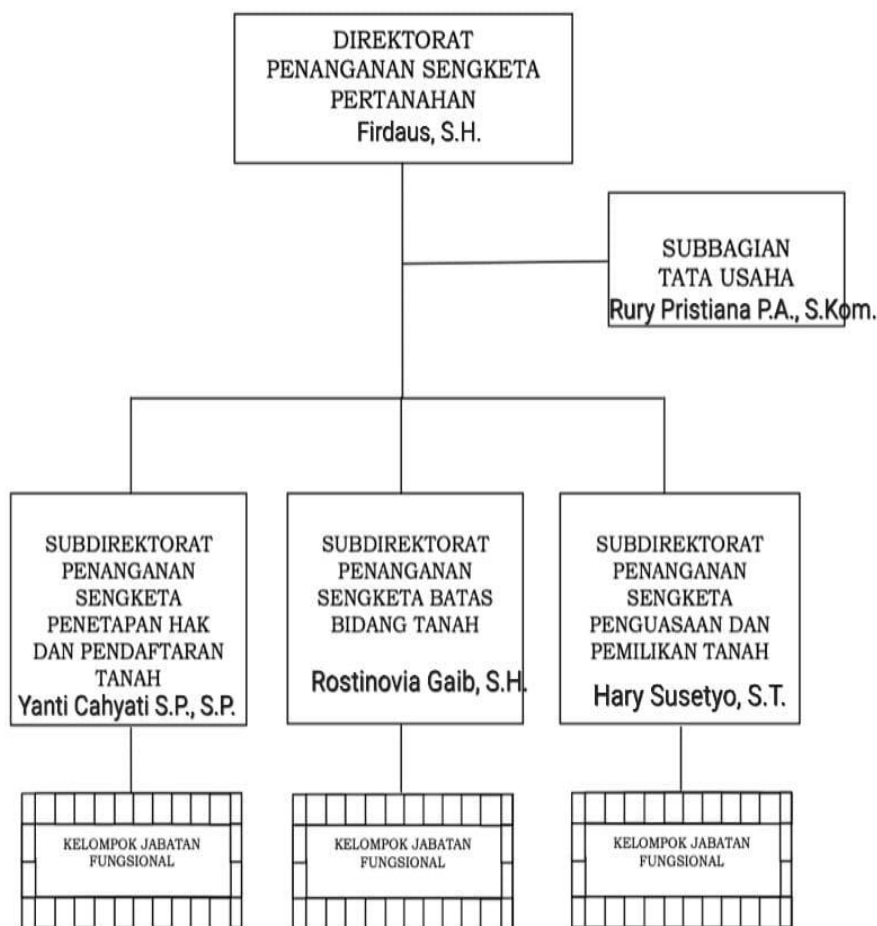 DIREKTORAT
PENANGANAN SENGKETA
PERTANAHAN
Firdaus, S.H.
SUBBAGIAN
TATA USAHA
Rury Pristiana P.A., S.Kom.
SUBDIREKTORAT
PENANGANAN
SENGKETA
PENETAPAN HAK
DAN PENDAFTARAN
TANAH
Yanti Cahyati S.P., S.P.
SUBDIREKTORAT
PENANGANAN
SENGKETA BATAS
BIDANG TANAH
Rostinovia Gaib, S.H.
SUBDIREKTORAT
PENANGANAN
SENGKETA
PENGUASAAN DAN
PEMILIKAN TANAH
Hary Susetyo, S.T.
KELOMPOK JABATAN
FUNGSIONAL
KELOMPOK JABATAN
FUNGSIONAL
KELOMPOK JABATAN
FUNGSIONAL